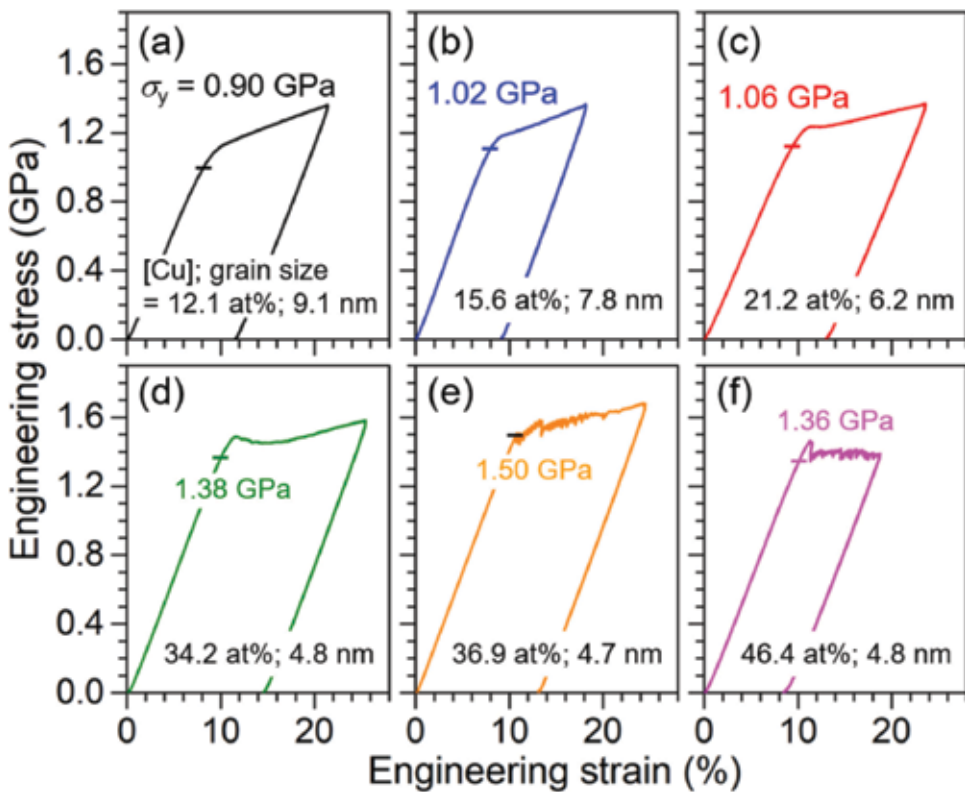 (a)
σy = 0.90 GPa
[Cu]; grain size
= 12.1 at%; 9.1 nm
(b)
1.02 GPa
15.6 at%; 7.8 nm
(c)
1.06 GPa
21.2 at%; 6.2 nm
1.6
1.2
0.8
0.4
0.0
(d)
1.38 GPa
34.2 at%; 4.8 nm
(e)
1.50 GPa
36.9 at%; 4.7 nm
(f)
1.36 GPa
46.4 at%; 4.8 nm
1.6
1.2
0.8
0.4
0.0
0 10 20
0 10 20
0 10 20
Engineering stress (GPa)
Engineering strain (%)